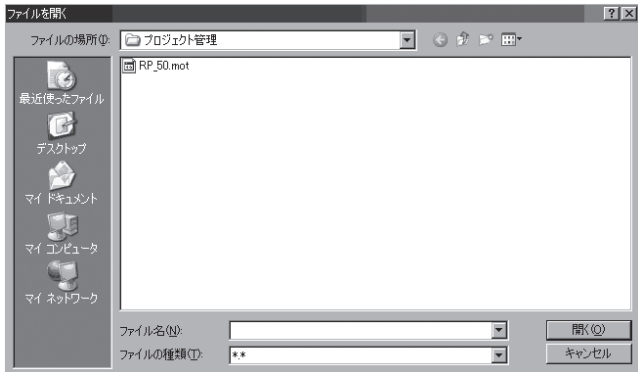 ファイルを開く
ファイルの場所(I):
プロジェクト管理
RP_50.mot
最近使ったファイル
デスクトップ
マイ ドキュメント
マイ コンピュータ
マイ ネットワーク
ファイル名(N):
開く(O)
ファイルの種類(T):
*.*
キャンセル